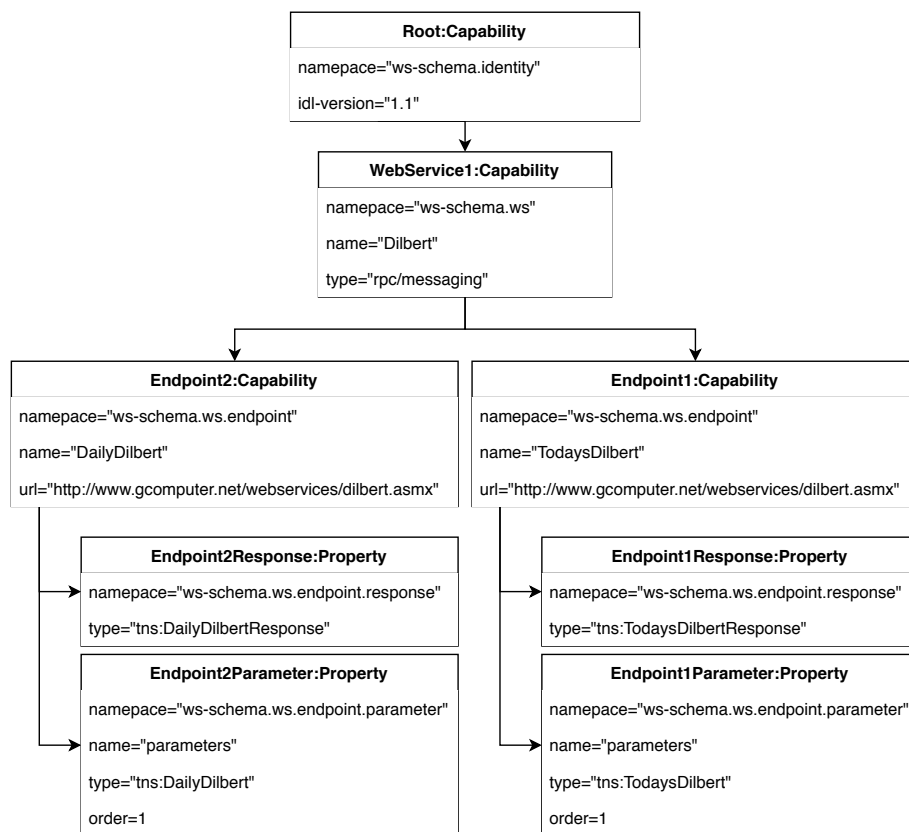 Root:Capability
namepace="ws-schema.identity"
idl-version="1.1"
WebService1:Capability
namepace="ws-schema.ws"
name="Dilbert"
type="rpc/messaging"
Endpoint2:Capability
namepace="ws-schema.ws.endpoint"
name="DailyDilbert"
url="http://www.gcomputer.net/webservices/dilbert.asmx"
Endpoint2Response:Property
namepace="ws-schema.ws.endpoint.response"
type="tns:DailyDilbertResponse"
Endpoint2Parameter:Property
namepace="ws-schema.ws.endpoint.parameter"
name="parameters"
type="tns:DailyDilbert"
order=1
Endpoint1:Capability
namepace="ws-schema.ws.endpoint"
name="TodaysDilbert"
url="http://www.gcomputer.net/webservices/dilbert.asmx"
Endpoint1Response:Property
namepace="ws-schema.ws.endpoint.response"
type="tns:TodaysDilbertResponse"
Endpoint1Parameter:Property
namepace="ws-schema.ws.endpoint.parameter"
name="parameters"
type="tns:TodaysDilbert"
order=1